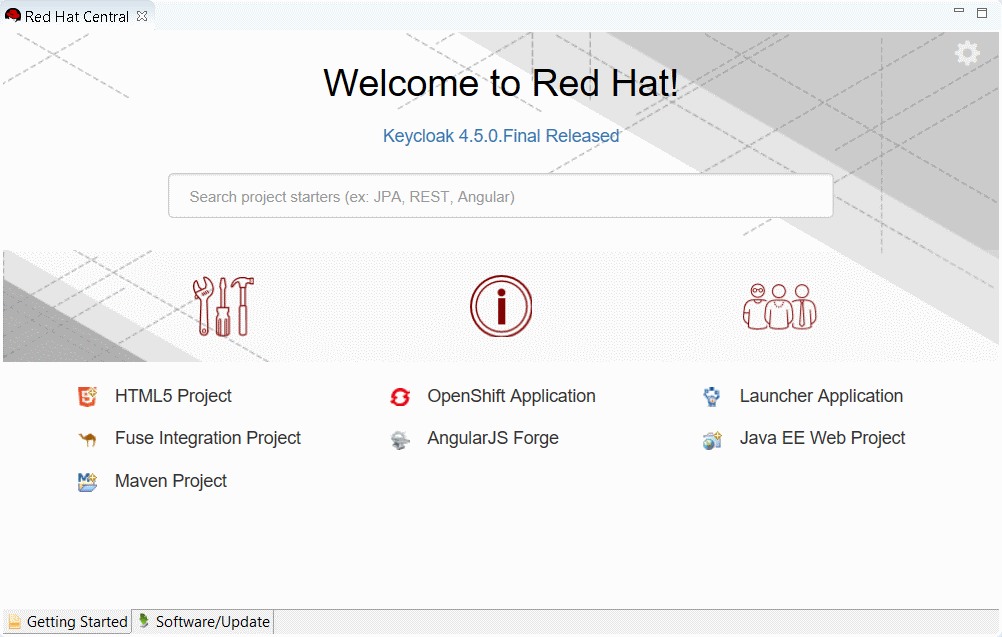 Red Hat Central
Welcome to Red Hat!
Keycloak 4.5.0.Final Released
Search project starters (ex: JPA, REST, Angular)
HTML5 Project
OpenShift Application
Launcher Application
Fuse Integration Project
AngularJS Forge
Java EE Web Project
Maven Project
Getting Started
Software/Update